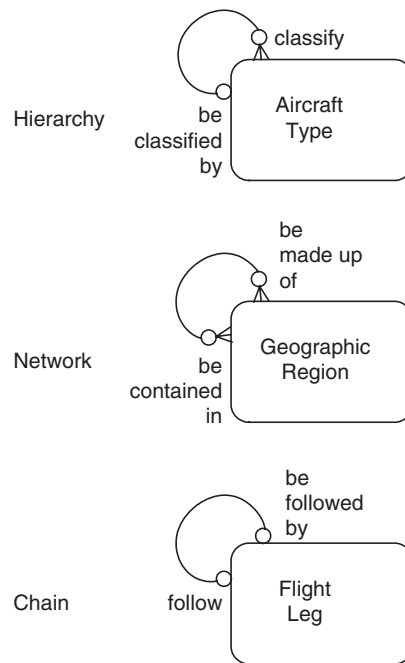 classify
Hierarchy
be
classified
by
Aircraft
Type
be
made up
of
Network
be
contained
in
Geographic
Region
be
followed
by
Chain
follow
Flight
Leg